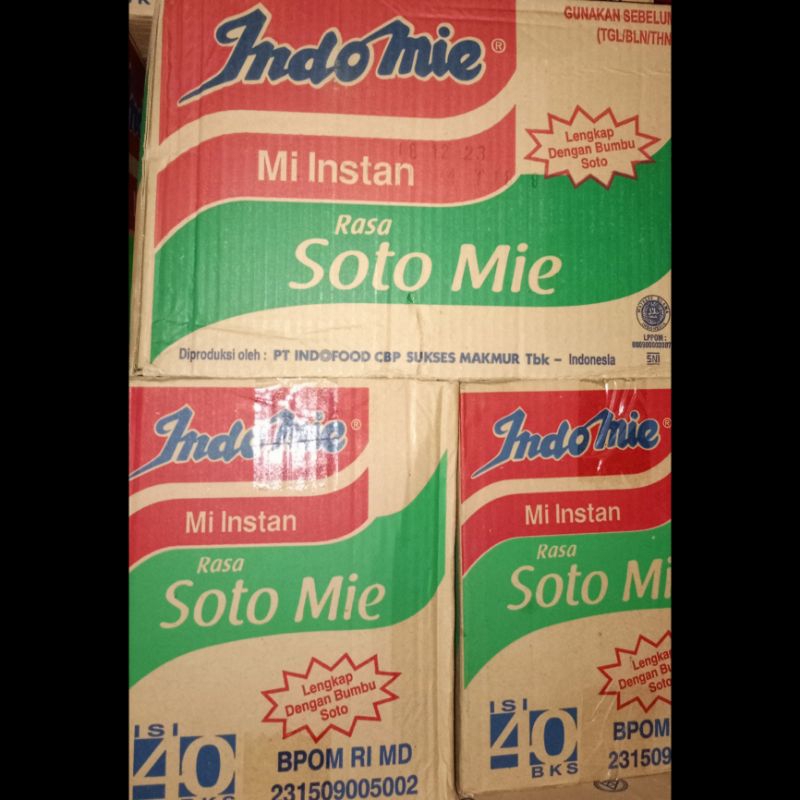 GUNAKAN SEBELUM
(TGL/BLN/THN
IndoMie®
Lengkap
Dengan Bumbu
Soto
Mi Instan
Rasa
Soto Mie
LPPOM :
Diproduksi oleh : PT INDOFOOD CBP SUKSES MAKMUR Tbk – Indonesia
SNI
IndoMie®
Mi Instan
Rasa
Soto Mie
Lengkap
Dengan Bumbu
Soto
ISI
40
BPOM RI MD
231509005002
IndoMie®
Mi Instan
Rasa
Soto Mi
Lengkap
Dengan Bu
Soto
ISI
40
BKS
BPOM
231509